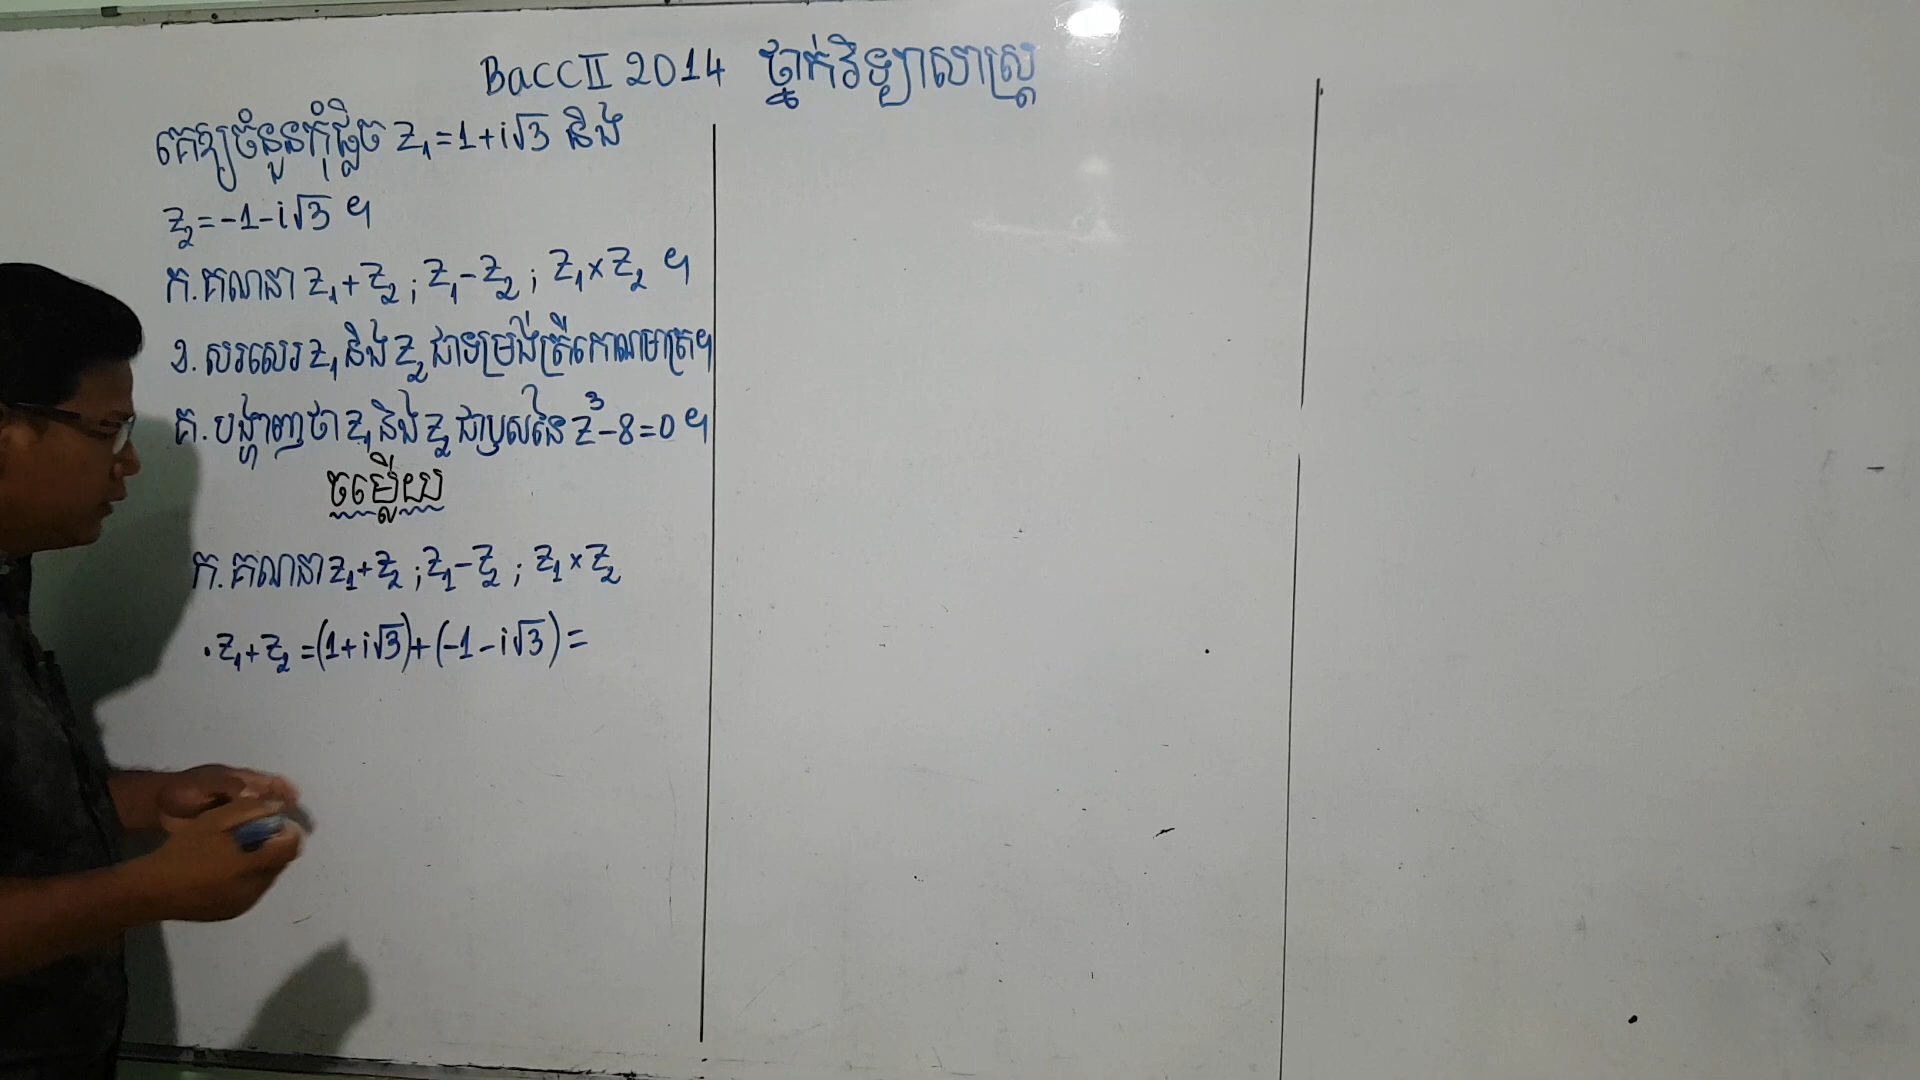 BaccII 2014 ថ្នាក់វិទ្យាសាស្ត្រ
គេឱ្យចំនួនកុំផ្លិច z₁ = 1 + i√3 និង
z₂ = -1 - i√3 ។
ក. គណនា z₁ + z₂ ; z₁ - z₂ ; z₁ × z₂ ។
ខ. សរសេរ z₁ និង z₂ ជាទម្រង់ត្រីកោណមាត្រ។
គ. បង្ហាញថា z₁ និង z₂ ជាឫសនៃ z³ - 8 = 0 ។
ចម្លើយ
ក. គណនា z₁ + z₂ ; z₁ - z₂ ; z₁ × z₂
• z₁ + z₂ = (1 + i√3) + (-1 - i√3) =